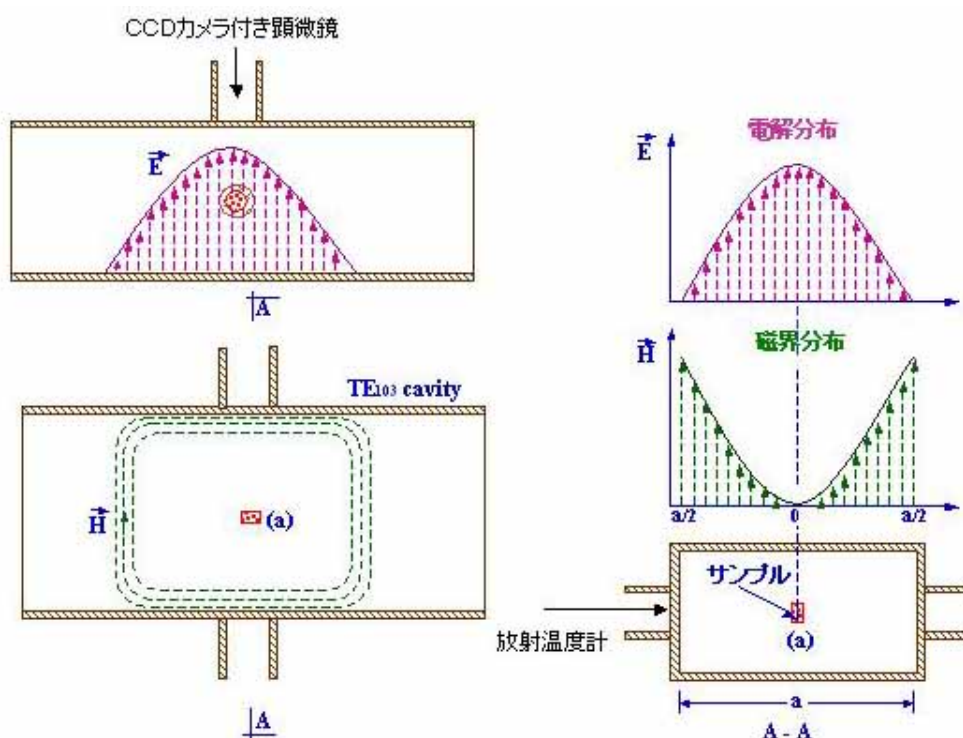 CCDカメラ付き顕微鏡
E
A
TE103 cavity
H
(a)
A
電解分布
E
磁界分布
H
a/2 0 a/2
サンプル
(a)
放射温度計
a
A - A